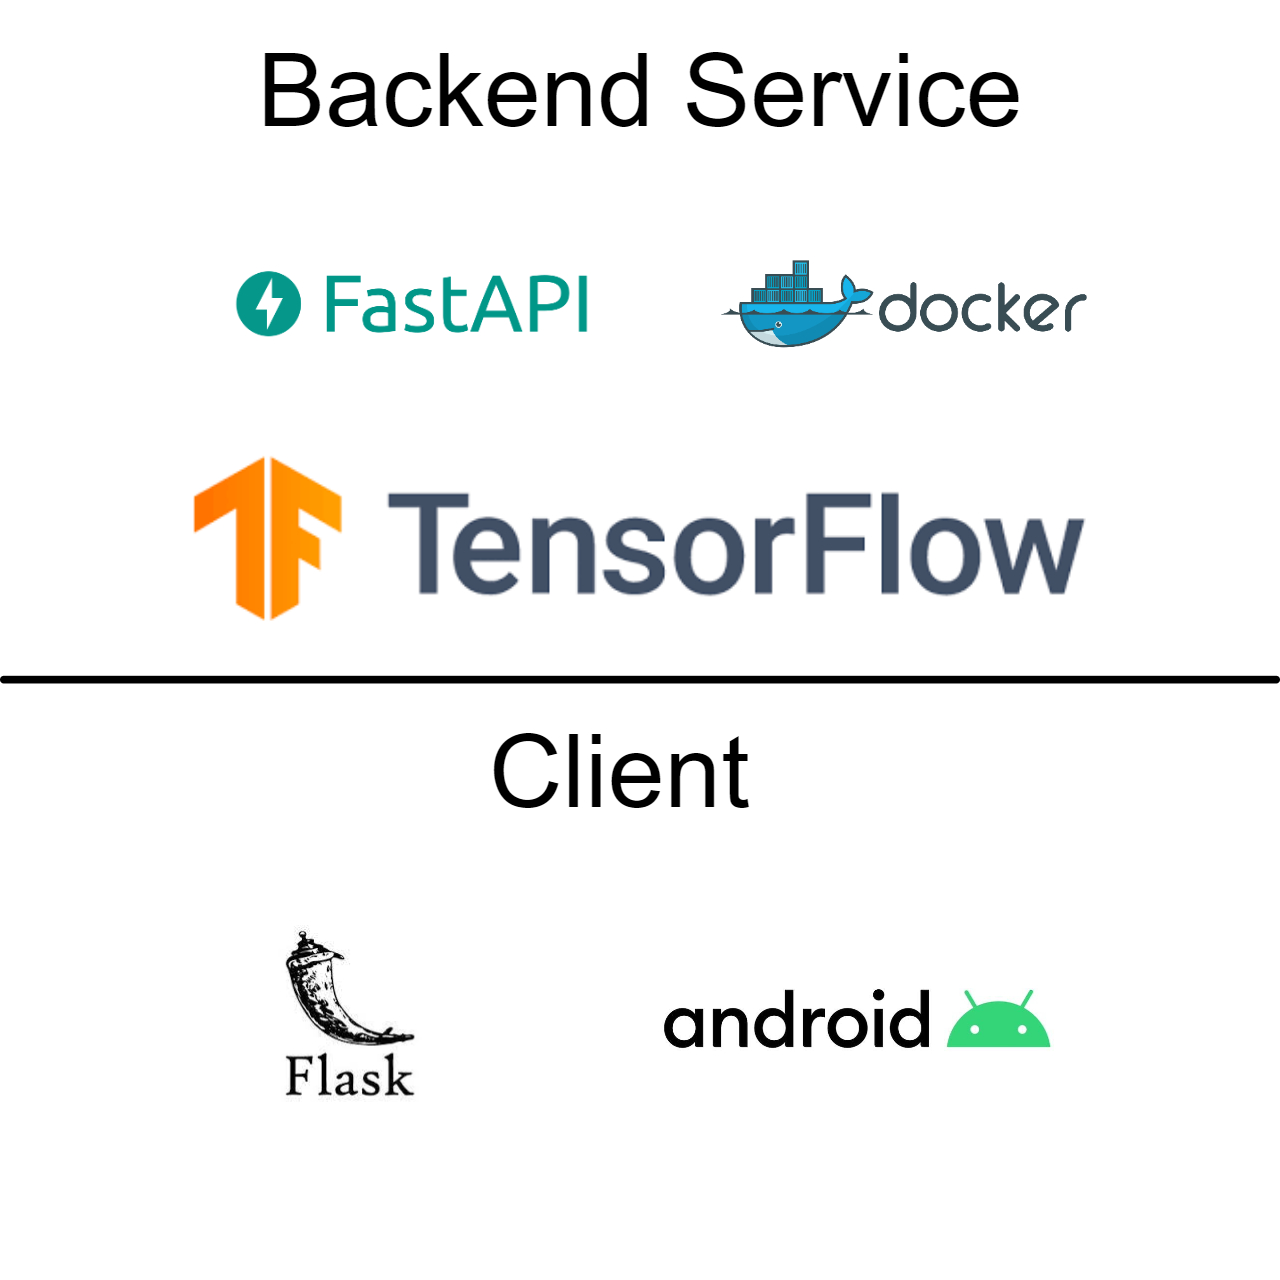 Backend Service
FastAPI
docker
TensorFlow
Client
Flask
android